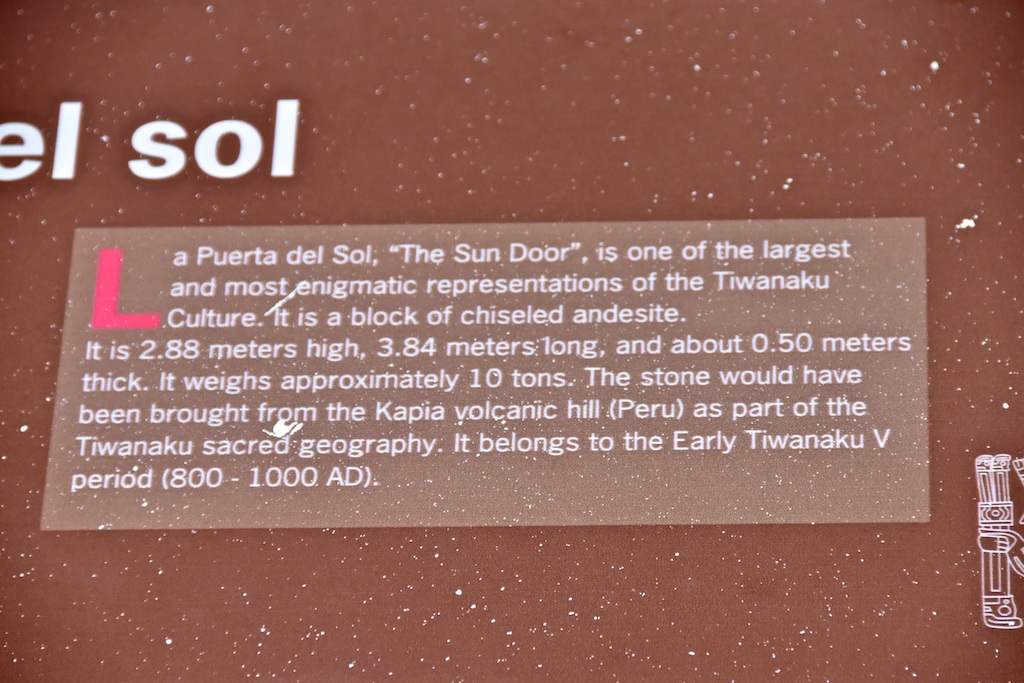 el sol
La Puerta del Sol, “The Sun Door”, is one of the largest
and most enigmatic representations of the Tiwanaku
Culture. It is a block of chiseled andesite.
It is 2.88 meters high, 3.84 meters long, and about 0.50 meters
thick. It weighs approximately 10 tons. The stone would have
been brought from the Kapia volcanic hill (Peru) as part of the
Tiwanaku sacred geography. It belongs to the Early Tiwanaku V
period (800 - 1000 AD).